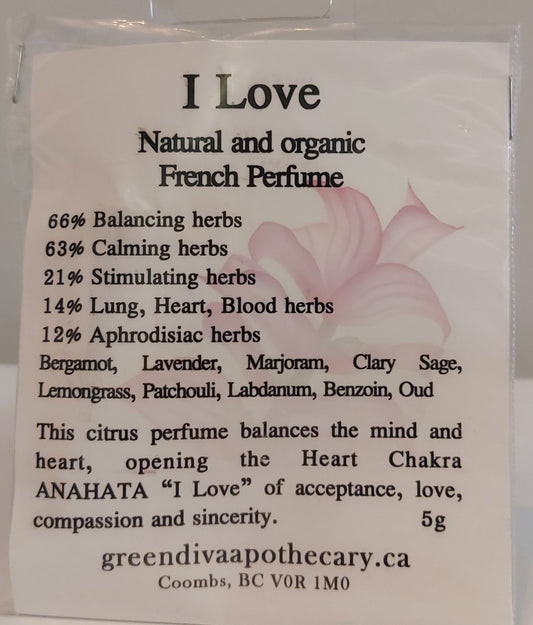 I Love
Natural and organic
French Perfume
66% Balancing herbs
63% Calming herbs
21% Stimulating herbs
14% Lung, Heart, Blood herbs
12% Aphrodisiac herbs
Bergamot, Lavender, Marjoram, Clary Sage,
Lemongrass, Patchouli, Labdanum, Benzoin, Oud
This citrus perfume balances the mind and
heart, opening the Heart Chakra
ANAHATA “I Love” of acceptance, love,
compassion and sincerity. 5g
greendivaapothecary.ca
Coombs, BC V0R 1M0